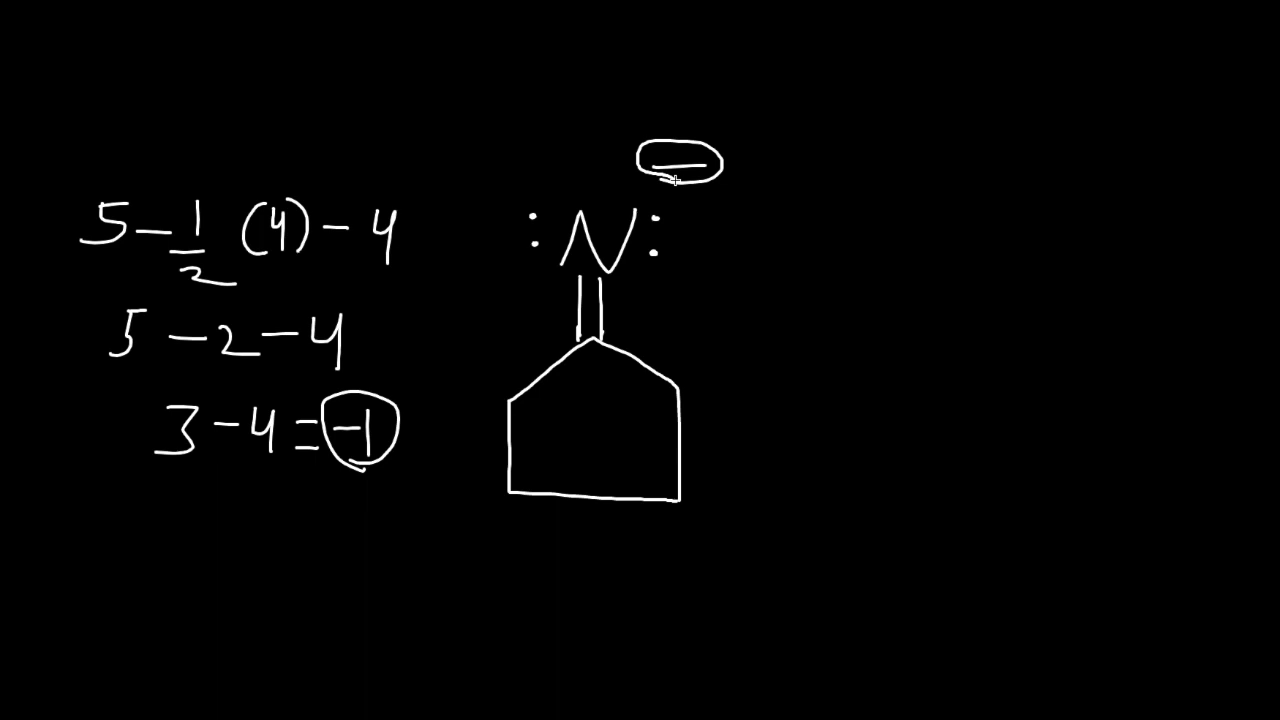 5 - 1/2 (4) - 4
5 - 2 - 4
3 - 4 = -1
−
: N :